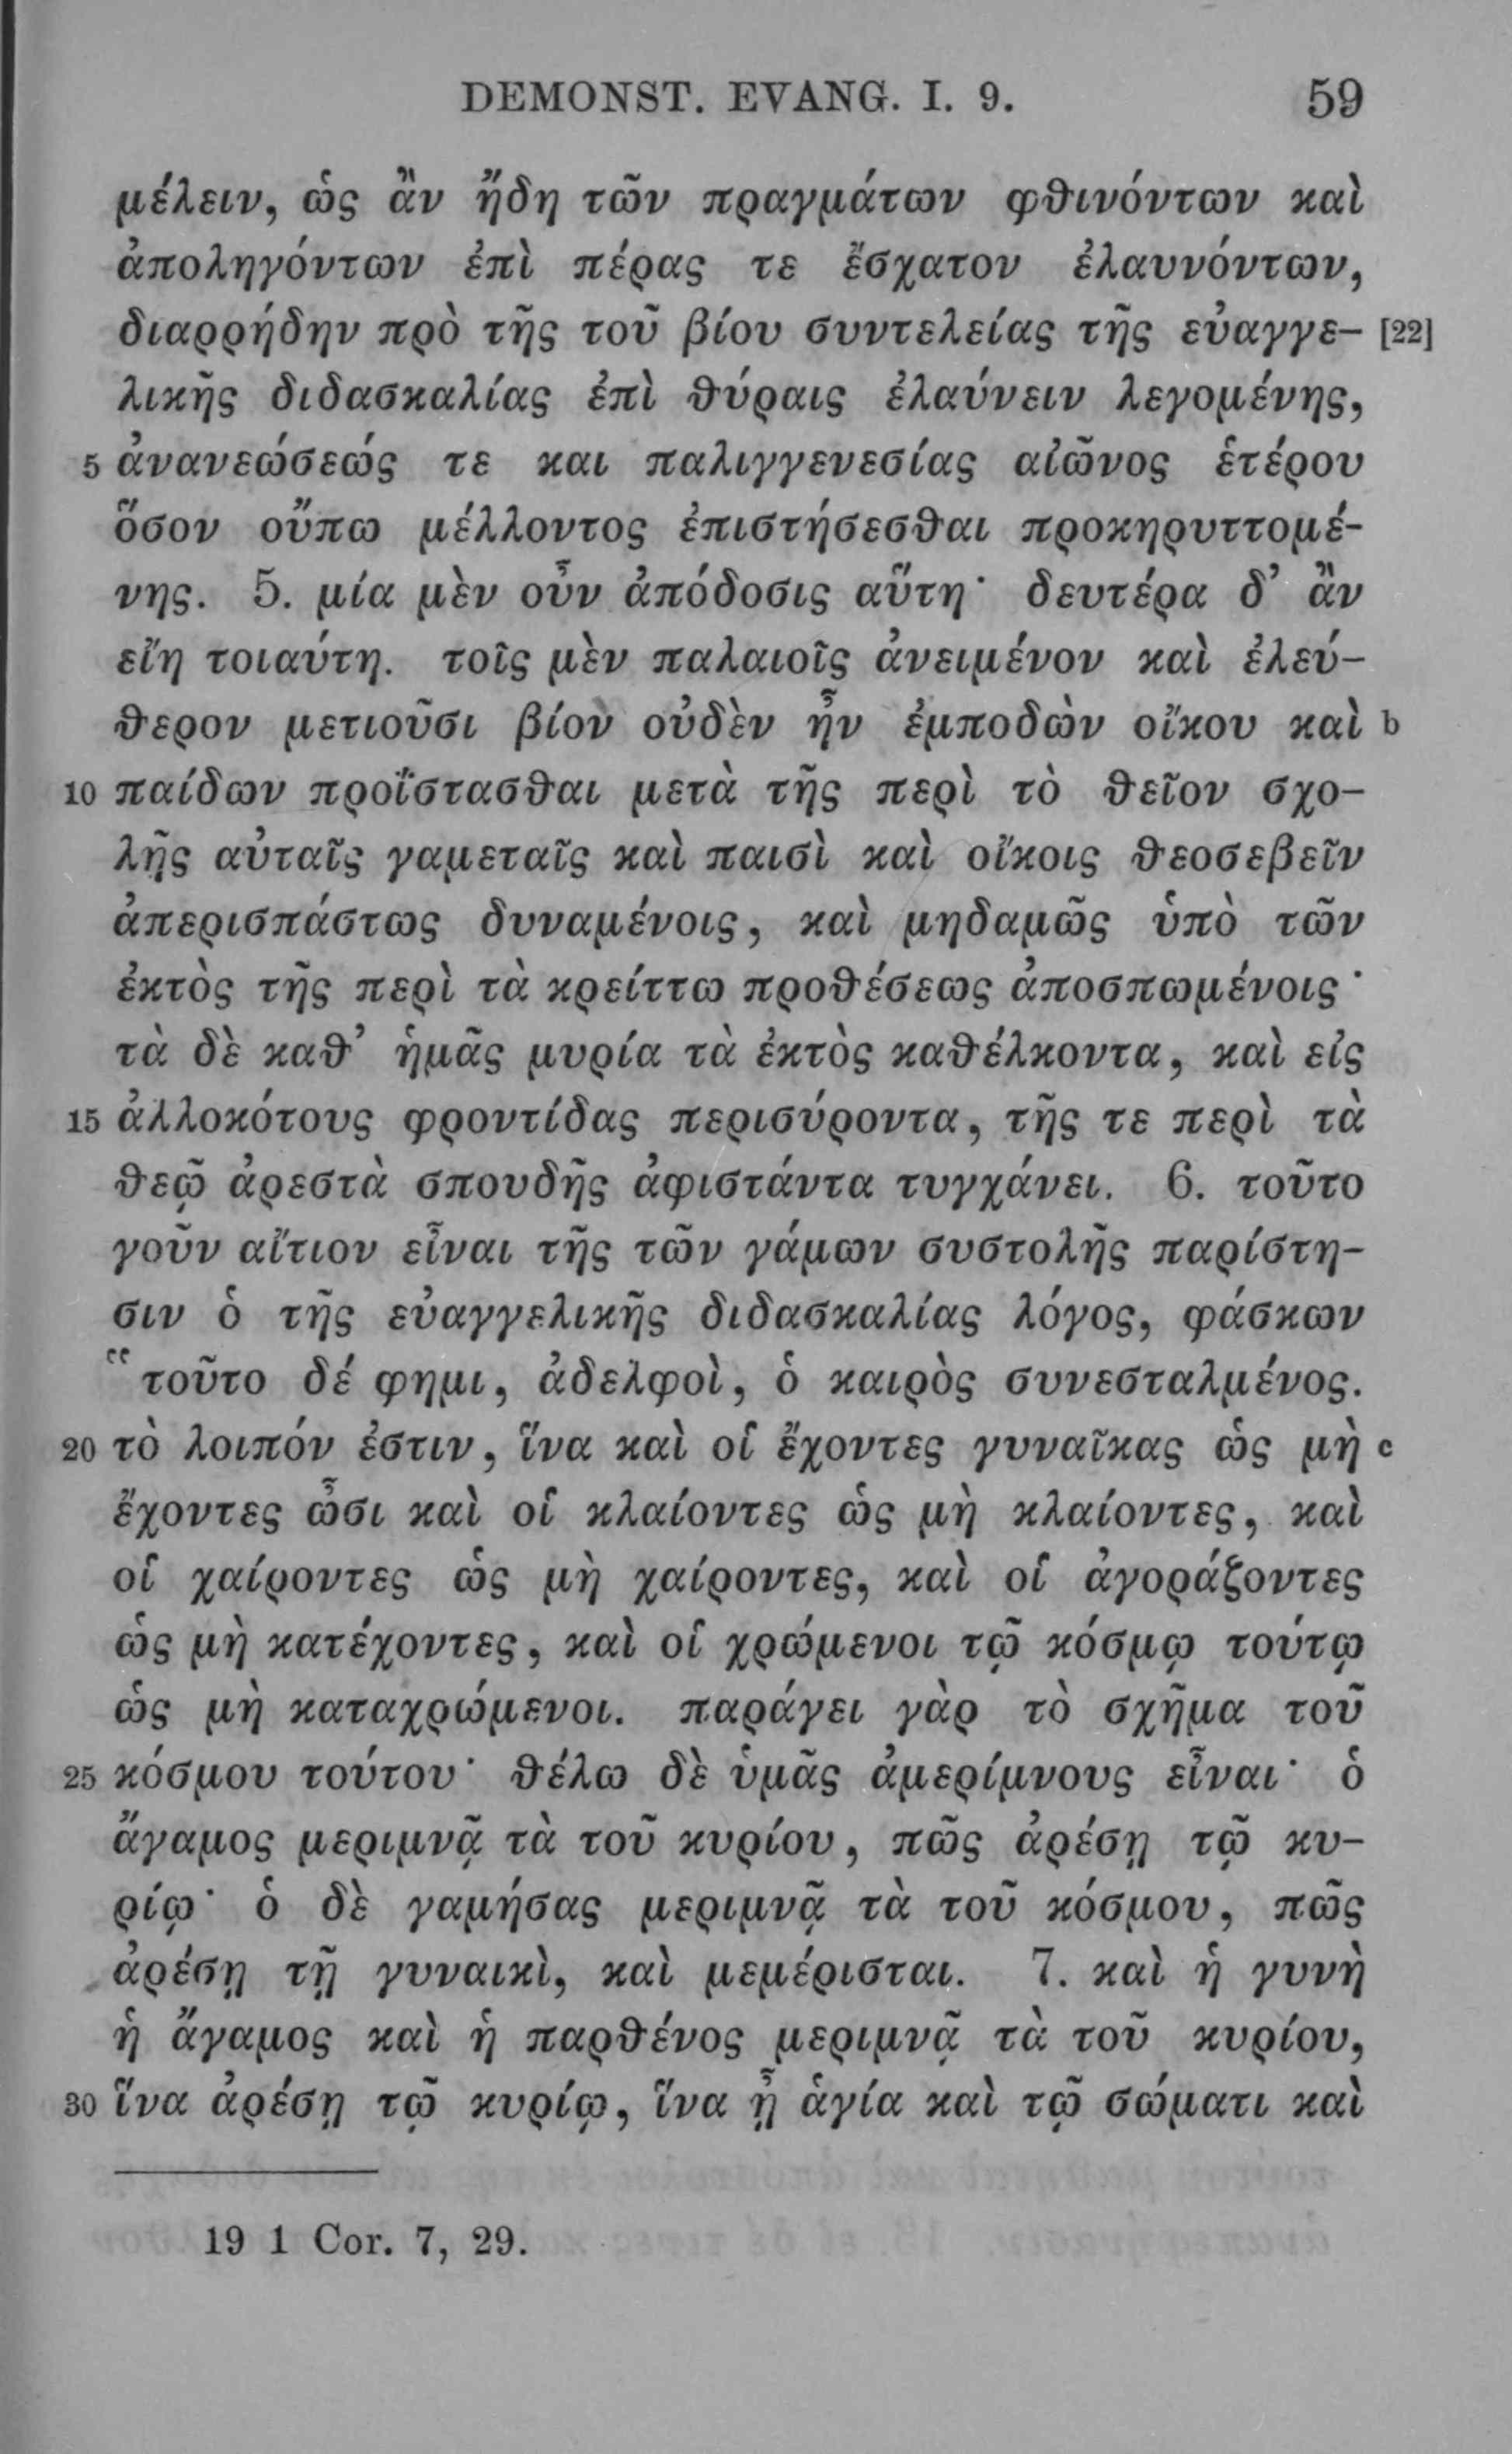 DEMONST. EVANG. I. 9. 59
μέλειν, ὡς ἂν ἤδη τῶν πραγμάτων φθινόντων καὶ
ἀποληγόντων ἐπὶ πέρας τε ἔσχατον ἐλαυνόντων,
διαρρήδην πρὸ τῆς τοῦ βίου συντελείας τῆς εὐαγγε- [22]
λικῆς διδασκαλίας ἐπὶ θύραις ἐλαύνειν λεγομένης,
5 ἀνανεώσεώς τε και παλιγγενεσίας αἰῶνος ἑτέρου
ὅσον οὔπω μέλλοντος ἐπιστήσεσθαι προκηρυττομέ-
νης. 5. μία μὲν οὖν ἀπόδοσις αὕτη· δευτέρα δ᾽ ἂν
εἴη τοιαύτη. τοῖς μὲν παλαιοῖς ἀνειμένον καὶ ἐλεύ-
θερον μετιοῦσι βίον οὐδὲν ἦν ἐμποδὼν οἴκου καὶ b
10 παίδων προΐστασθαι μετὰ τῆς περὶ τὸ θεῖον σχο-
λῆς αὐταῖς γαμεταῖς καὶ παισὶ καὶ οἴκοις θεοσεβεῖν
ἀπερισπάστως δυναμένοις, καὶ μηδαμῶς ὑπὸ τῶν
ἐκτὸς τῆς περὶ τὰ κρείττω προθέσεως ἀποσπωμένοις·
τὰ δὲ καθ᾽ ἡμᾶς μυρία τὰ ἐκτὸς καθέλκοντα, καὶ εἰς
15 ἀλλοκότους φροντίδας περισύροντα, τῆς τε περὶ τὰ
θεῷ ἀρεστὰ σπουδῆς ἀφιστάντα τυγχάνει. 6. τοῦτο
γοῦν αἴτιον εἶναι τῆς τῶν γάμων συστολῆς παρίστη-
σιν ὁ τῆς εὐαγγελικῆς διδασκαλίας λόγος, φάσκων
“τοῦτο δέ φημι, ἀδελφοὶ, ὁ καιρὸς συνεσταλμένος.
20 τὸ λοιπόν ἐστιν, ἵνα καὶ οἱ ἔχοντες γυναῖκας ὡς μὴ c
ἔχοντες ὦσι καὶ οἱ κλαίοντες ὡς μὴ κλαίοντες, καὶ
οἱ χαίροντες ὡς μὴ χαίροντες, καὶ οἱ ἀγοράζοντες
ὡς μὴ κατέχοντες, καὶ οἱ χρώμενοι τῷ κόσμῳ τούτῳ
ὡς μὴ καταχρώμενοι. παράγει γὰρ τὸ σχῆμα τοῦ
25 κόσμου τούτου· θέλω δὲ ὑμᾶς ἀμερίμνους εἶναι· ὁ
ἄγαμος μεριμνᾷ τὰ τοῦ κυρίου, πῶς ἀρέσῃ τῷ κυ-
ρίῳ· ὁ δὲ γαμήσας μεριμνᾷ τὰ τοῦ κόσμου, πῶς
ἀρέσῃ τῇ γυναικὶ, καὶ μεμέρισται. 7. καὶ ἡ γυνὴ
ἡ ἄγαμος καὶ ἡ παρθένος μεριμνᾷ τὰ τοῦ κυρίου,
30 ἵνα ἀρέσῃ τῷ κυρίῳ, ἵνα ᾖ ἁγία καὶ τῷ σώματι καὶ
19 1 Cor. 7, 29.